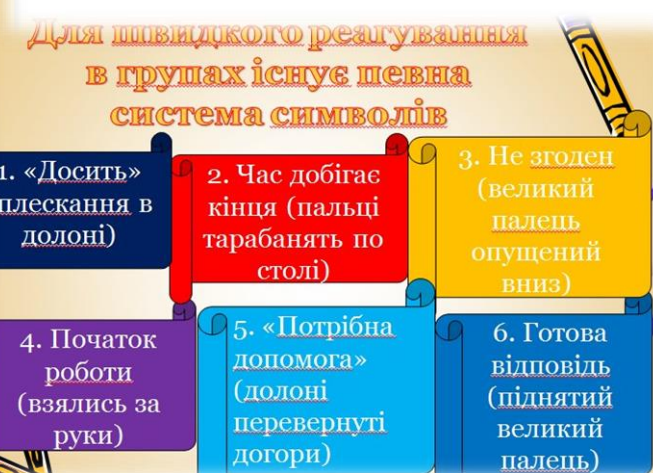 Для швидкого реагування
в групах існує певна
система символів
1. «Досить»
плескання в
долоні)
2. Час добігає
кінця (пальці
тарабанять по
столі)
3. Не згоден
(великий
палець
опущений
вниз)
4. Початок
роботи
(взялись за
руки)
5. «Потрібна
допомога»
(долоні
перевернуті
догори)
6. Готова
відповідь
(піднятий
великий
палець)